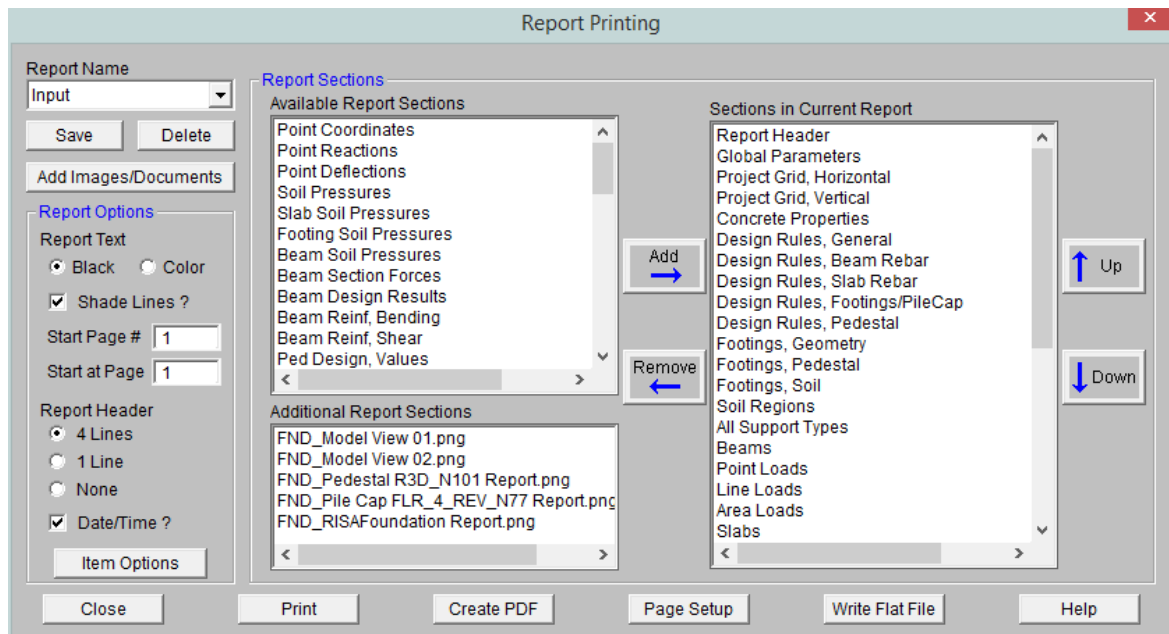 Report Printing
Report Name
Input
Save
Delete
Add Images/Documents
Report Options
Report Text
Black
Color
Shade Lines ?
Start Page #
1
Start at Page
1
Report Header
4 Lines
1 Line
None
Date/Time ?
Item Options
Report Sections
Available Report Sections
Point Coordinates
Point Reactions
Point Deflections
Soil Pressures
Slab Soil Pressures
Footing Soil Pressures
Beam Soil Pressures
Beam Section Forces
Beam Design Results
Beam Reinf, Bending
Beam Reinf, Shear
Ped Design, Values
Additional Report Sections
FND_Model View 01.png
FND_Model View 02.png
FND_Pedestal R3D_N101 Report.png
FND_Pile Cap FLR_4_REV_N77 Report.png
FND_RISAFoundation Report.png
Add
Remove
Sections in Current Report
Report Header
Global Parameters
Project Grid, Horizontal
Project Grid, Vertical
Concrete Properties
Design Rules, General
Design Rules, Beam Rebar
Design Rules, Slab Rebar
Design Rules, Footings/PileCap
Design Rules, Pedestal
Footings, Geometry
Footings, Pedestal
Footings, Soil
Soil Regions
All Support Types
Beams
Point Loads
Line Loads
Area Loads
Slabs
Up
Down
Close
Print
Create PDF
Page Setup
Write Flat File
Help